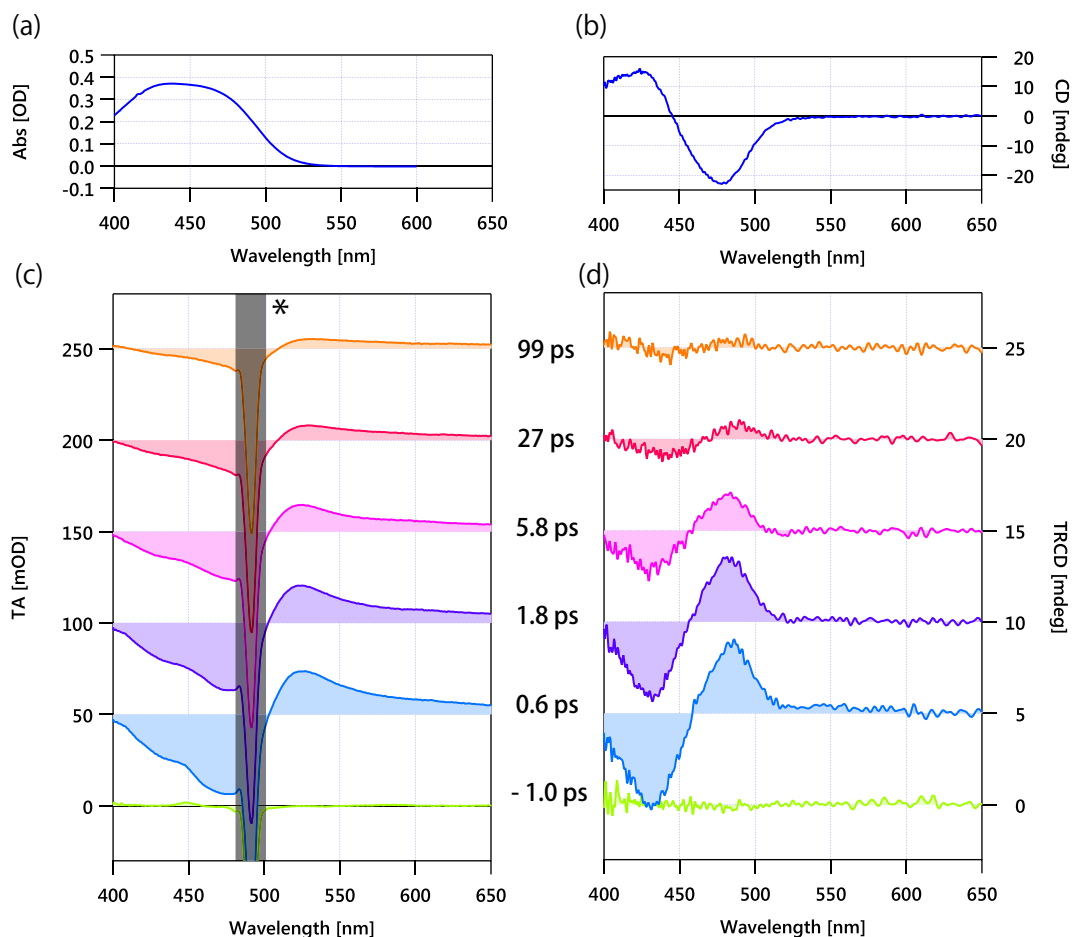 (a)
0.5
0.4
0.3
0.2
0.1
0.0
-0.1
Abs [OD]
400 450 500 550 600 650
Wavelength [nm]
(b)
20
10
0
-10
-20
CD [mdeg]
400 450 500 550 600 650
Wavelength [nm]
(c)
*
250
200
150
100
50
0
TA [mOD]
400 450 500 550 600 650
Wavelength [nm]
99 ps
27 ps
5.8 ps
1.8 ps
0.6 ps
- 1.0 ps
(d)
25
20
15
10
5
0
TRCD [mdeg]
400 450 500 550 600 650
Wavelength [nm]